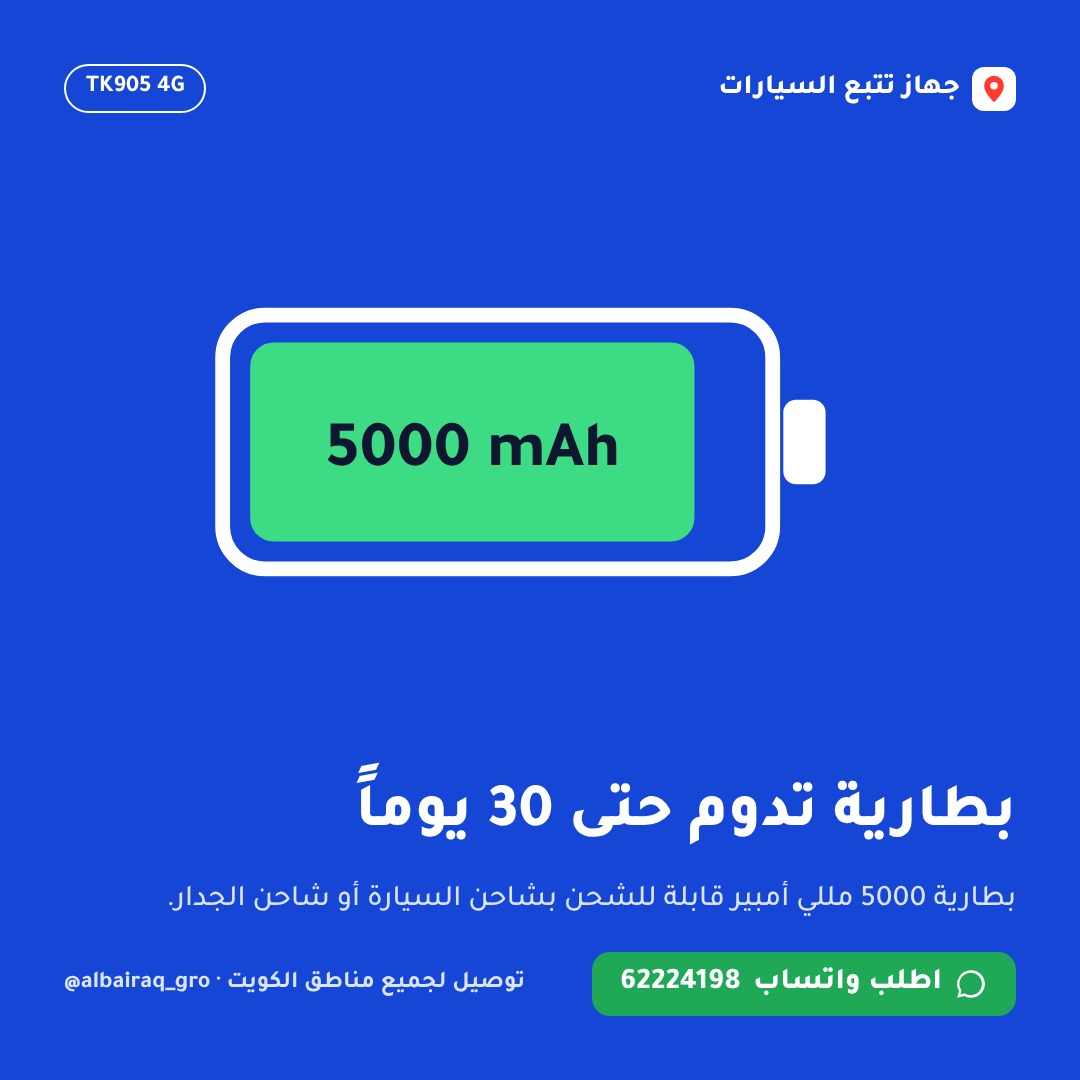 جهاز تتبع السيارات
TK905 4G
5000 mAh
بطارية تدوم حتى 30 يوماً
بطارية 5000 مللي أمبير قابلة للشحن بشاحن السيارة أو شاحن الجدار.
اطلب واتساب 62224198
توصيل لجميع مناطق الكويت · @albairaq_gro